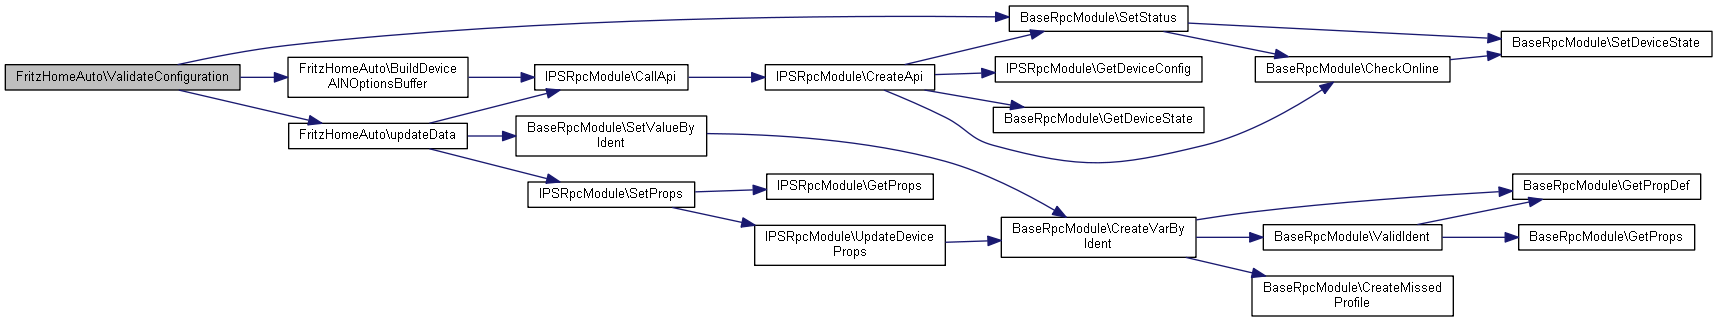 FritzHomeAuto\ValidateConfiguration
FritzHomeAuto\BuildDevice
AINOptionsBuffer
FritzHomeAuto\updateData
IPSRpcModule\CallApi
BaseRpcModule\SetValueBy
Ident
IPSRpcModule\SetProps
IPSRpcModule\CreateApi
IPSRpcModule\GetProps
IPSRpcModule\UpdateDevice
Props
BaseRpcModule\SetStatus
IPSRpcModule\GetDeviceConfig
BaseRpcModule\GetDeviceState
BaseRpcModule\CreateVarBy
Ident
BaseRpcModule\CheckOnline
BaseRpcModule\ValidIdent
BaseRpcModule\CreateMissed
Profile
BaseRpcModule\SetDeviceState
BaseRpcModule\GetPropDef
BaseRpcModule\GetProps